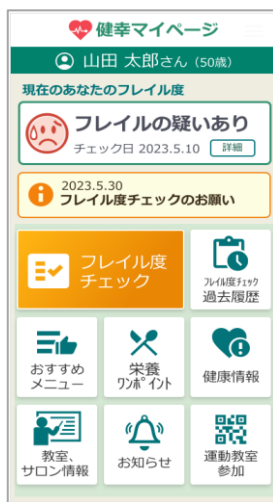 健幸マイページ
山田 太郎さん（50歳）
現在のあなたのフレイル度
フレイルの疑いあり
チェック日 2023.5.10 詳細
2023.5.30
フレイル度チェックのお願い
フレイル度
チェック
フレイル度チェック
過去履歴
おすすめ
メニュー
栄養
ワンポイント
健康情報
教室、
サロン情報
お知らせ
運動教室
参加